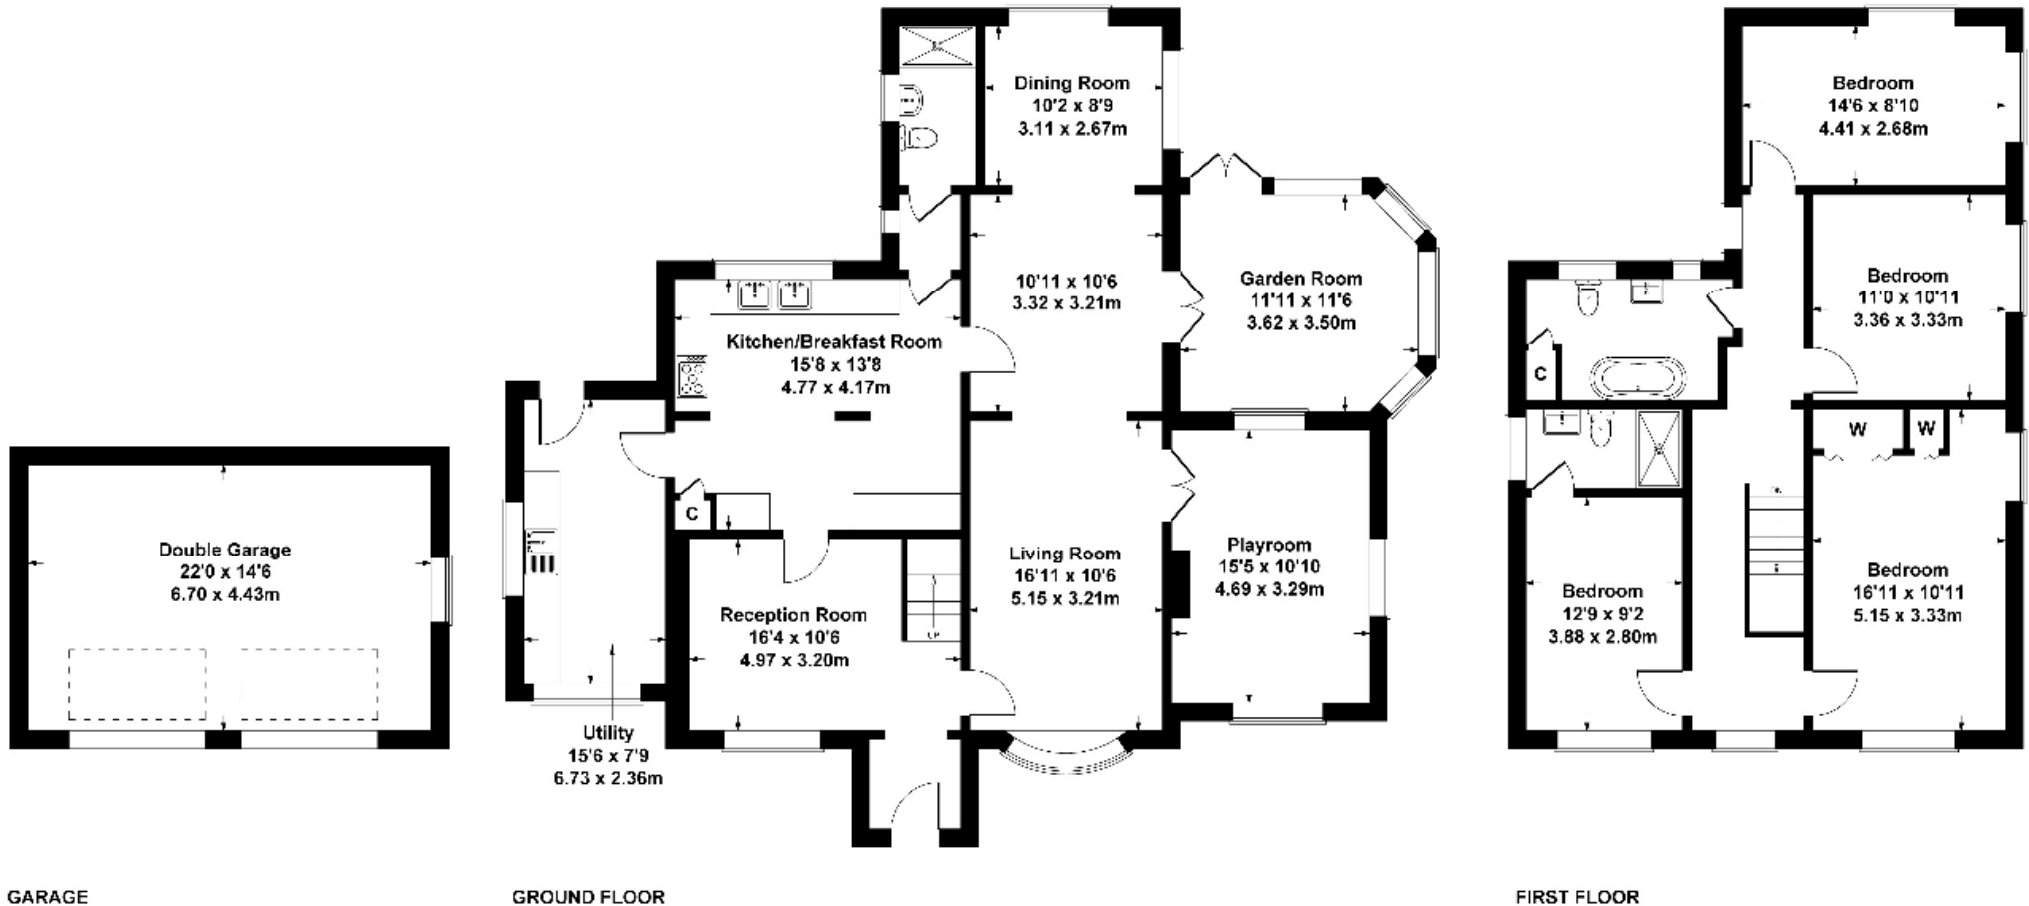 Double Garage
22'0 x 14'6
6.70 x 4.43m
GARAGE
Dining Room
10'2 x 8'9
3.11 x 2.67m
10'11 x 10'6
3.32 x 3.21m
Garden Room
11'11 x 11'6
3.62 x 3.50m
Kitchen/Breakfast Room
15'8 x 13'8
4.77 x 4.17m
C
Living Room
16'11 x 10'6
5.15 x 3.21m
Playroom
15'5 x 10'10
4.69 x 3.29m
Reception Room
16'4 x 10'6
4.97 x 3.20m
UP
Utility
15'6 x 7'9
6.73 x 2.36m
GROUND FLOOR
Bedroom
14'6 x 8'10
4.41 x 2.68m
Bedroom
11'0 x 10'11
3.36 x 3.33m
C
W
W
Bedroom
12'9 x 9'2
3.88 x 2.80m
Bedroom
16'11 x 10'11
5.15 x 3.33m
FIRST FLOOR